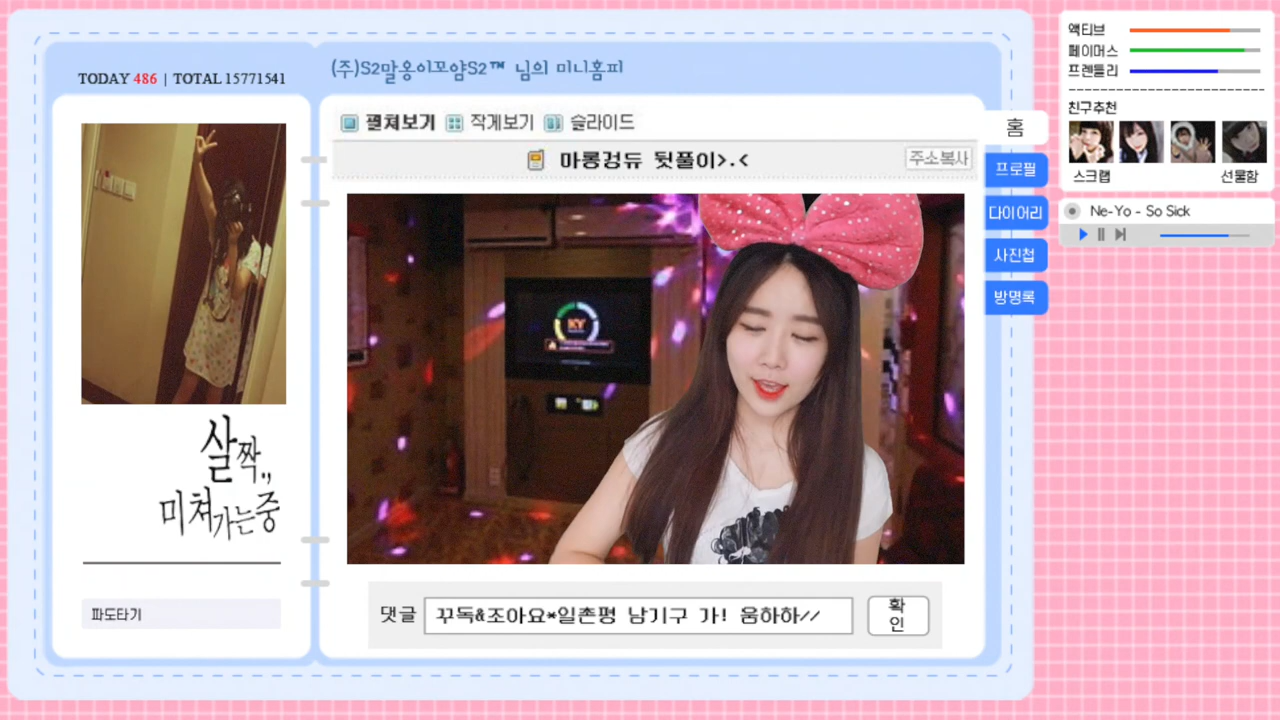 TODAY 486 | TOTAL 15771541
(주)S2말옹이꼬얌S2™ 님의 미니홈피
펼쳐보기 작게보기 슬라이드
마롱겅듀 뒷풀이>.<
주소복사
KY
살짝,,
미쳐가는중
파도타기
댓글
꾸독&조아요*일촌평 남기구 가! 움하하//
확
인
홈
프로필
다이어리
사진첩
방명록
액티브
페이머스
프렌들리
친구추천
스크랩
선물함
Ne-Yo - So Sick